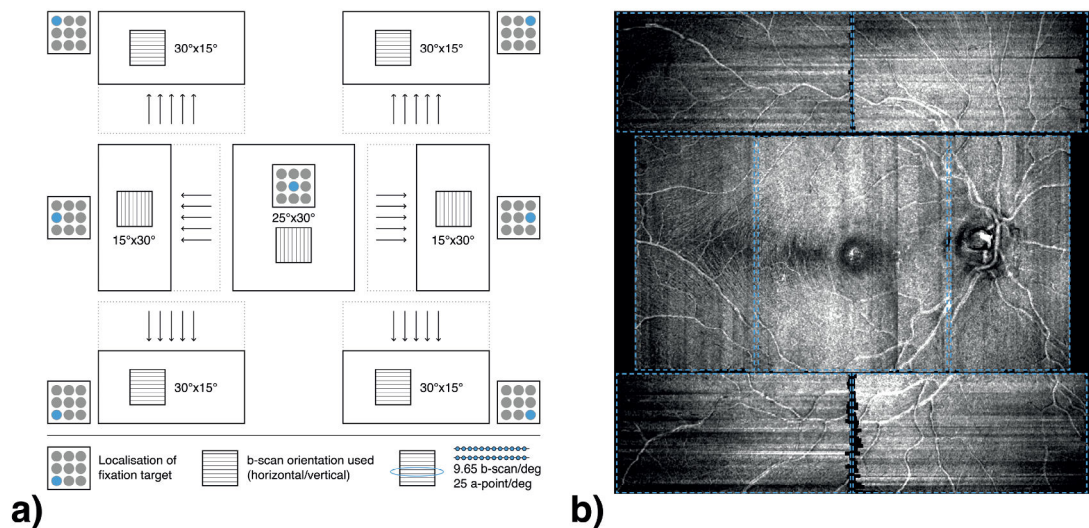 30°x15°
30°x15°
15°x30°
25°x30°
15°x30°
30°x15°
30°x15°
Localisation of
fixation target
b-scan orientation used
(horizontal/vertical)
9.65 b-scan/deg
25 a-point/deg
a)
b)